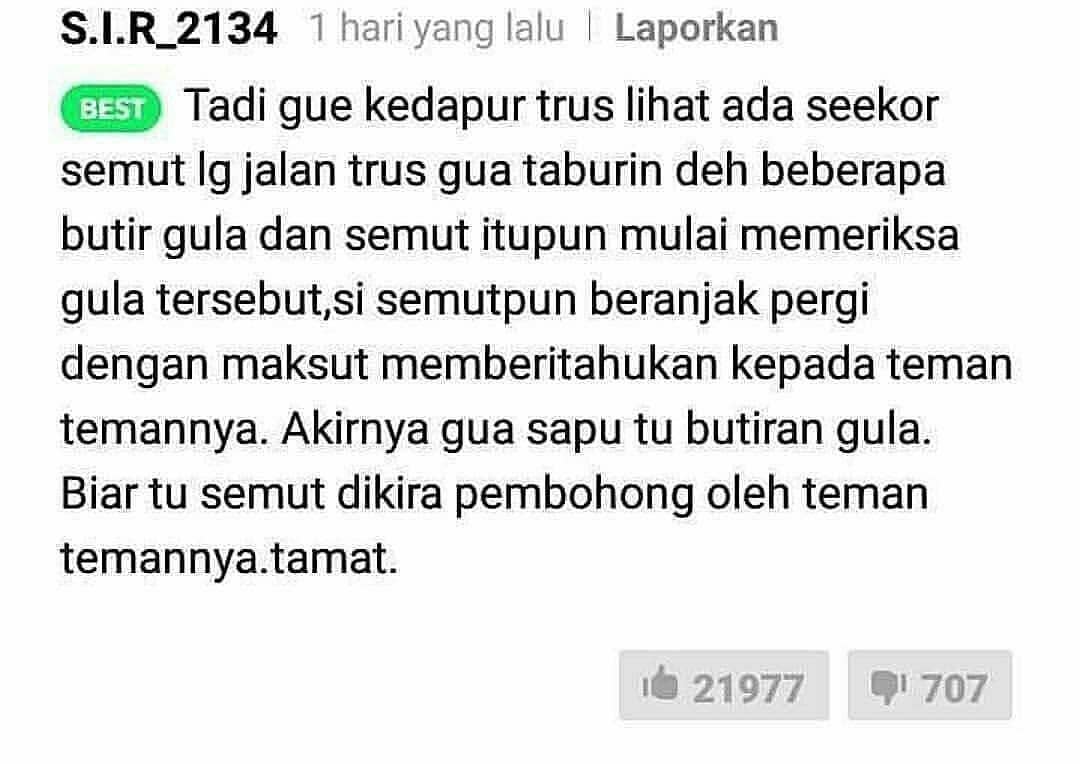 S.I.R_2134 1 hari yang lalu | Laporkan
BEST Tadi gue kedapur trus lihat ada seekor
semut lg jalan trus gua taburin deh beberapa
butir gula dan semut itupun mulai memeriksa
gula tersebut,si semutpun beranjak pergi
dengan maksut memberitahukan kepada teman
temannya. Akirnya gua sapu tu butiran gula.
Biar tu semut dikira pembohong oleh teman
temannya.tamat.
21977 707